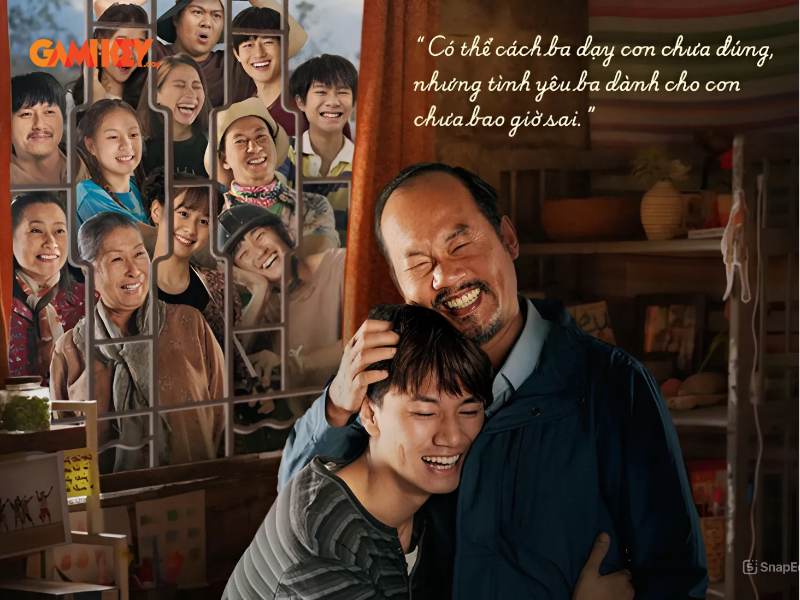 GAMIKEY
" Có thể cách ba dạy con chưa đúng,
nhưng tình yêu ba dành cho con
chưa bao giờ sai. "
SnapEd